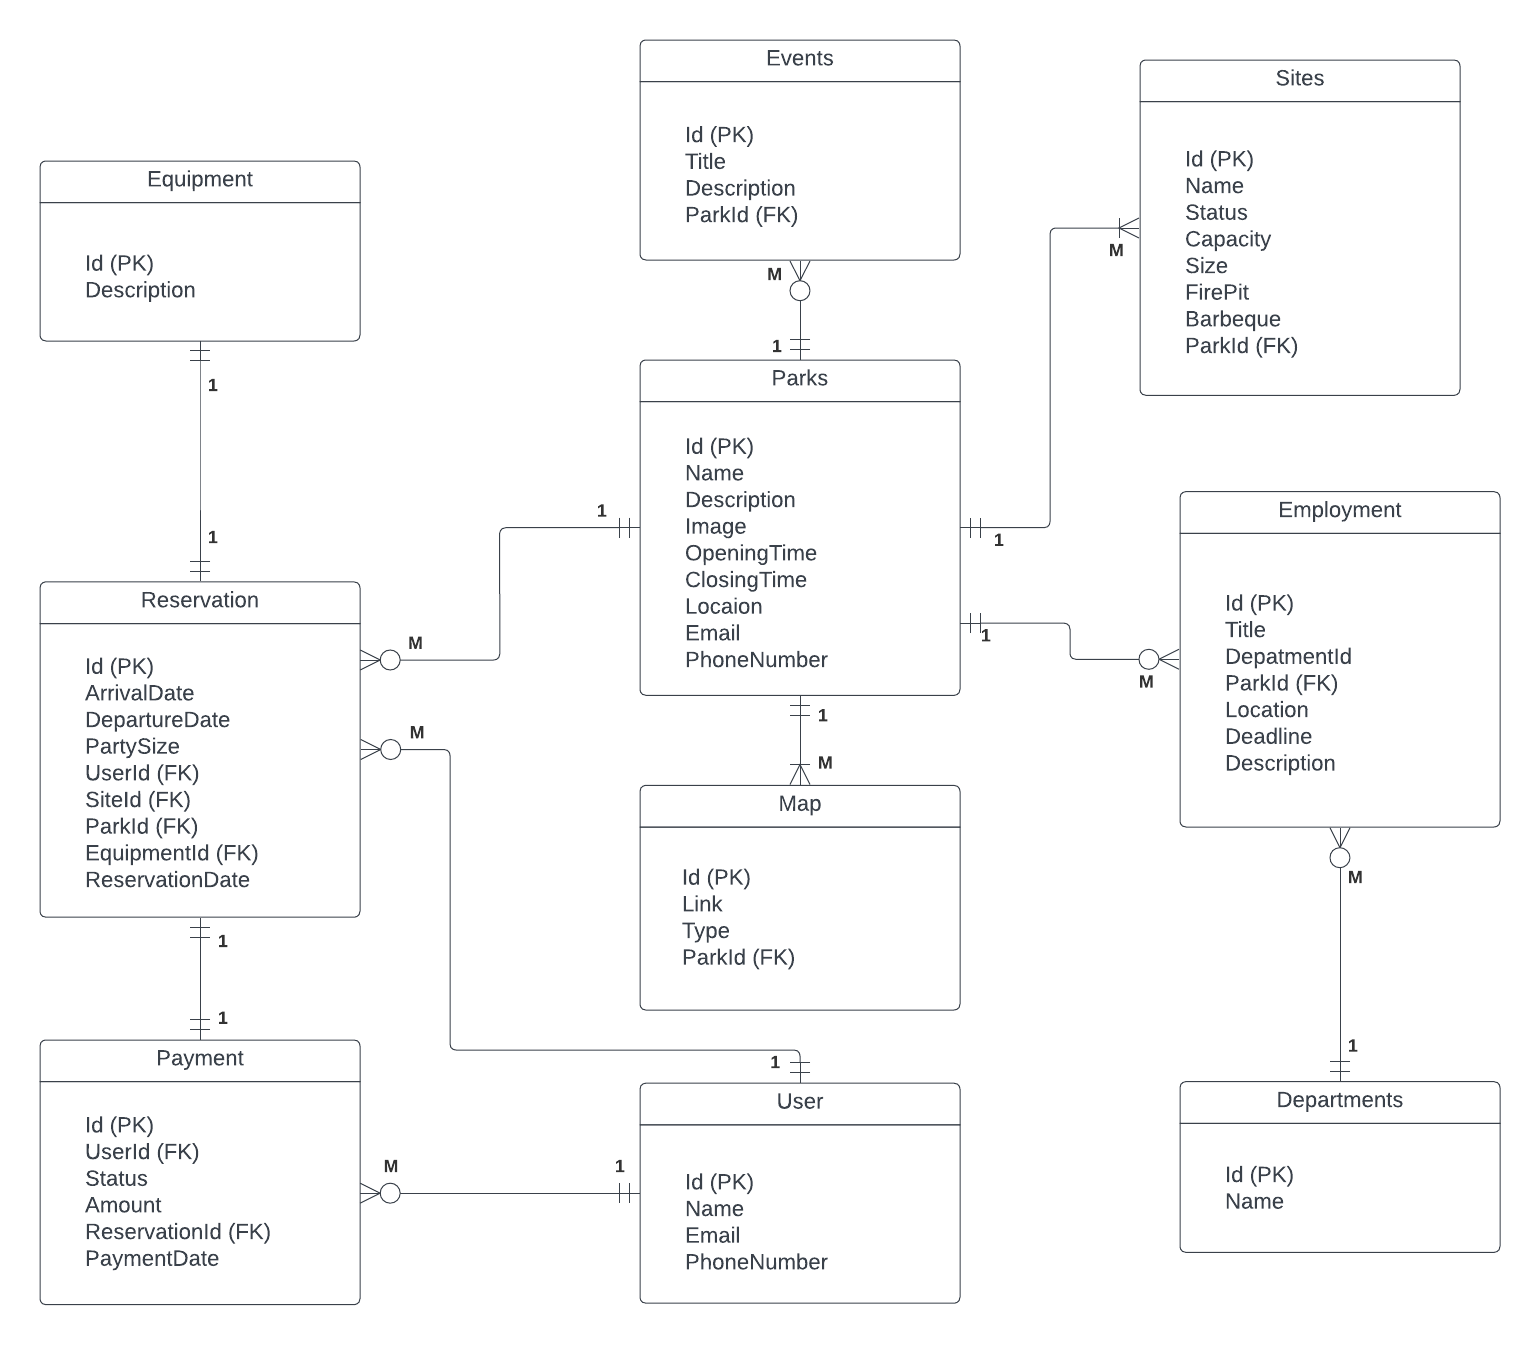 Events
Id (PK)
Title
Description
ParkId (FK)
M
1
Sites
Id (PK)
Name
Status
Capacity
Size
FirePit
Barbeque
ParkId (FK)
M
Equipment
Id (PK)
Description
1
1
Parks
Id (PK)
Name
Description
Image
OpeningTime
ClosingTime
Locaion
Email
PhoneNumber
1
1
1
1
Employment
Id (PK)
Title
DepatmentId
ParkId (FK)
Location
Deadline
Description
M
M
Reservation
Id (PK)
ArrivalDate
DepartureDate
PartySize
UserId (FK)
SiteId (FK)
ParkId (FK)
EquipmentId (FK)
ReservationDate
M
M
1
1
M
Map
Id (PK)
Link
Type
ParkId (FK)
Payment
Id (PK)
UserId (FK)
Status
Amount
ReservationId (FK)
PaymentDate
M
1
1
User
Id (PK)
Name
Email
PhoneNumber
1
Departments
Id (PK)
Name